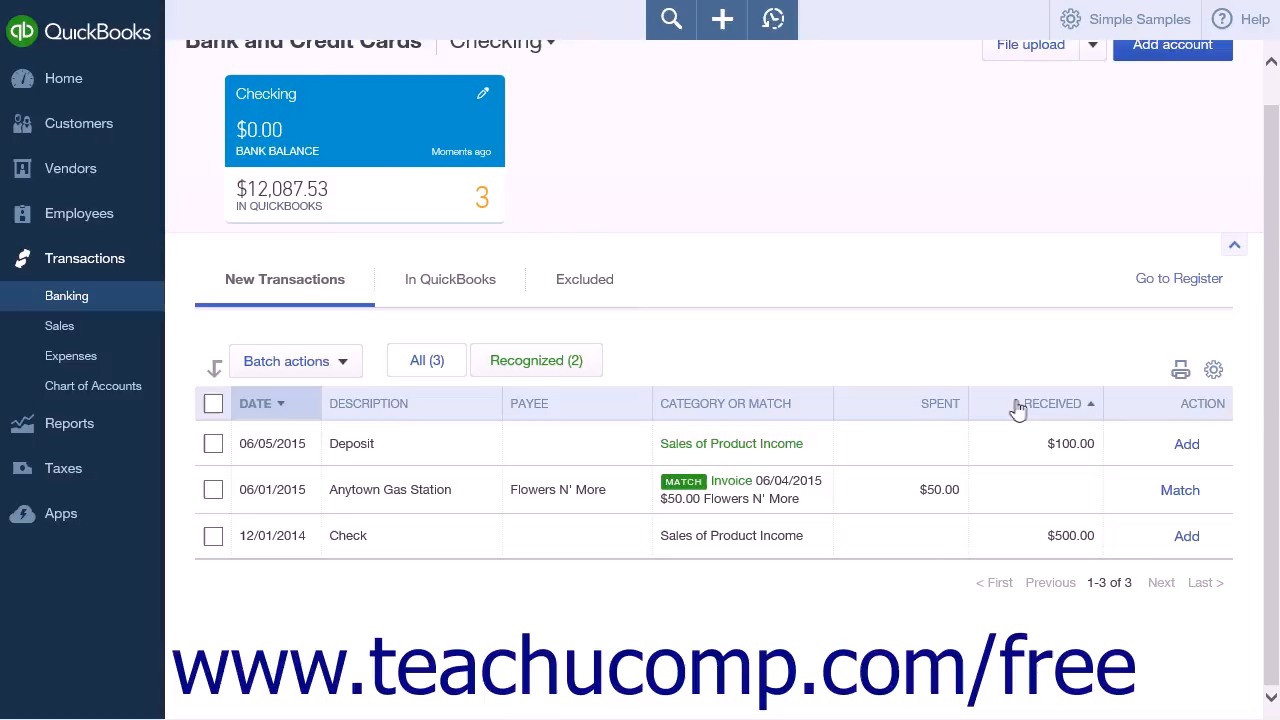 QuickBooks
Simple Samples
Help
Bank and Credit Cards
Checking
File upload
Add account
Home
Customers
Vendors
Employees
Transactions
Banking
Sales
Expenses
Chart of Accounts
Reports
Taxes
Apps
Checking
$0.00
BANK BALANCE
Moments ago
$12,087.53
IN QUICKBOOKS
3
New Transactions
In QuickBooks
Excluded
Go to Register
Batch actions
All (3)
Recognized (2)
DATE DESCRIPTION PAYEE CATEGORY OR MATCH SPENT RECEIVED ACTION
06/05/2015 Deposit Sales of Product Income $100.00 Add
06/01/2015 Anytown Gas Station Flowers N' More MATCH Invoice 06/04/2015 $50.00 Match
$50.00 Flowers N' More
12/01/2014 Check Sales of Product Income $500.00 Add
< First Previous 1-3 of 3 Next Last >
www.teachucomp.com/free